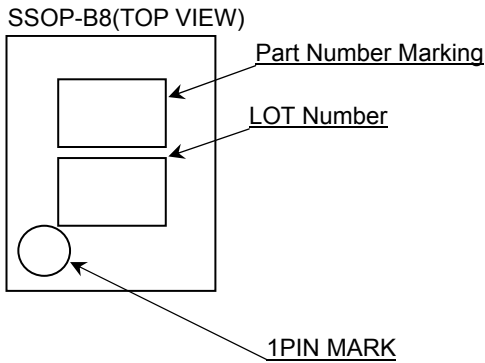 SSOP-B8(TOP VIEW)
Part Number Marking
LOT Number
1PIN MARK